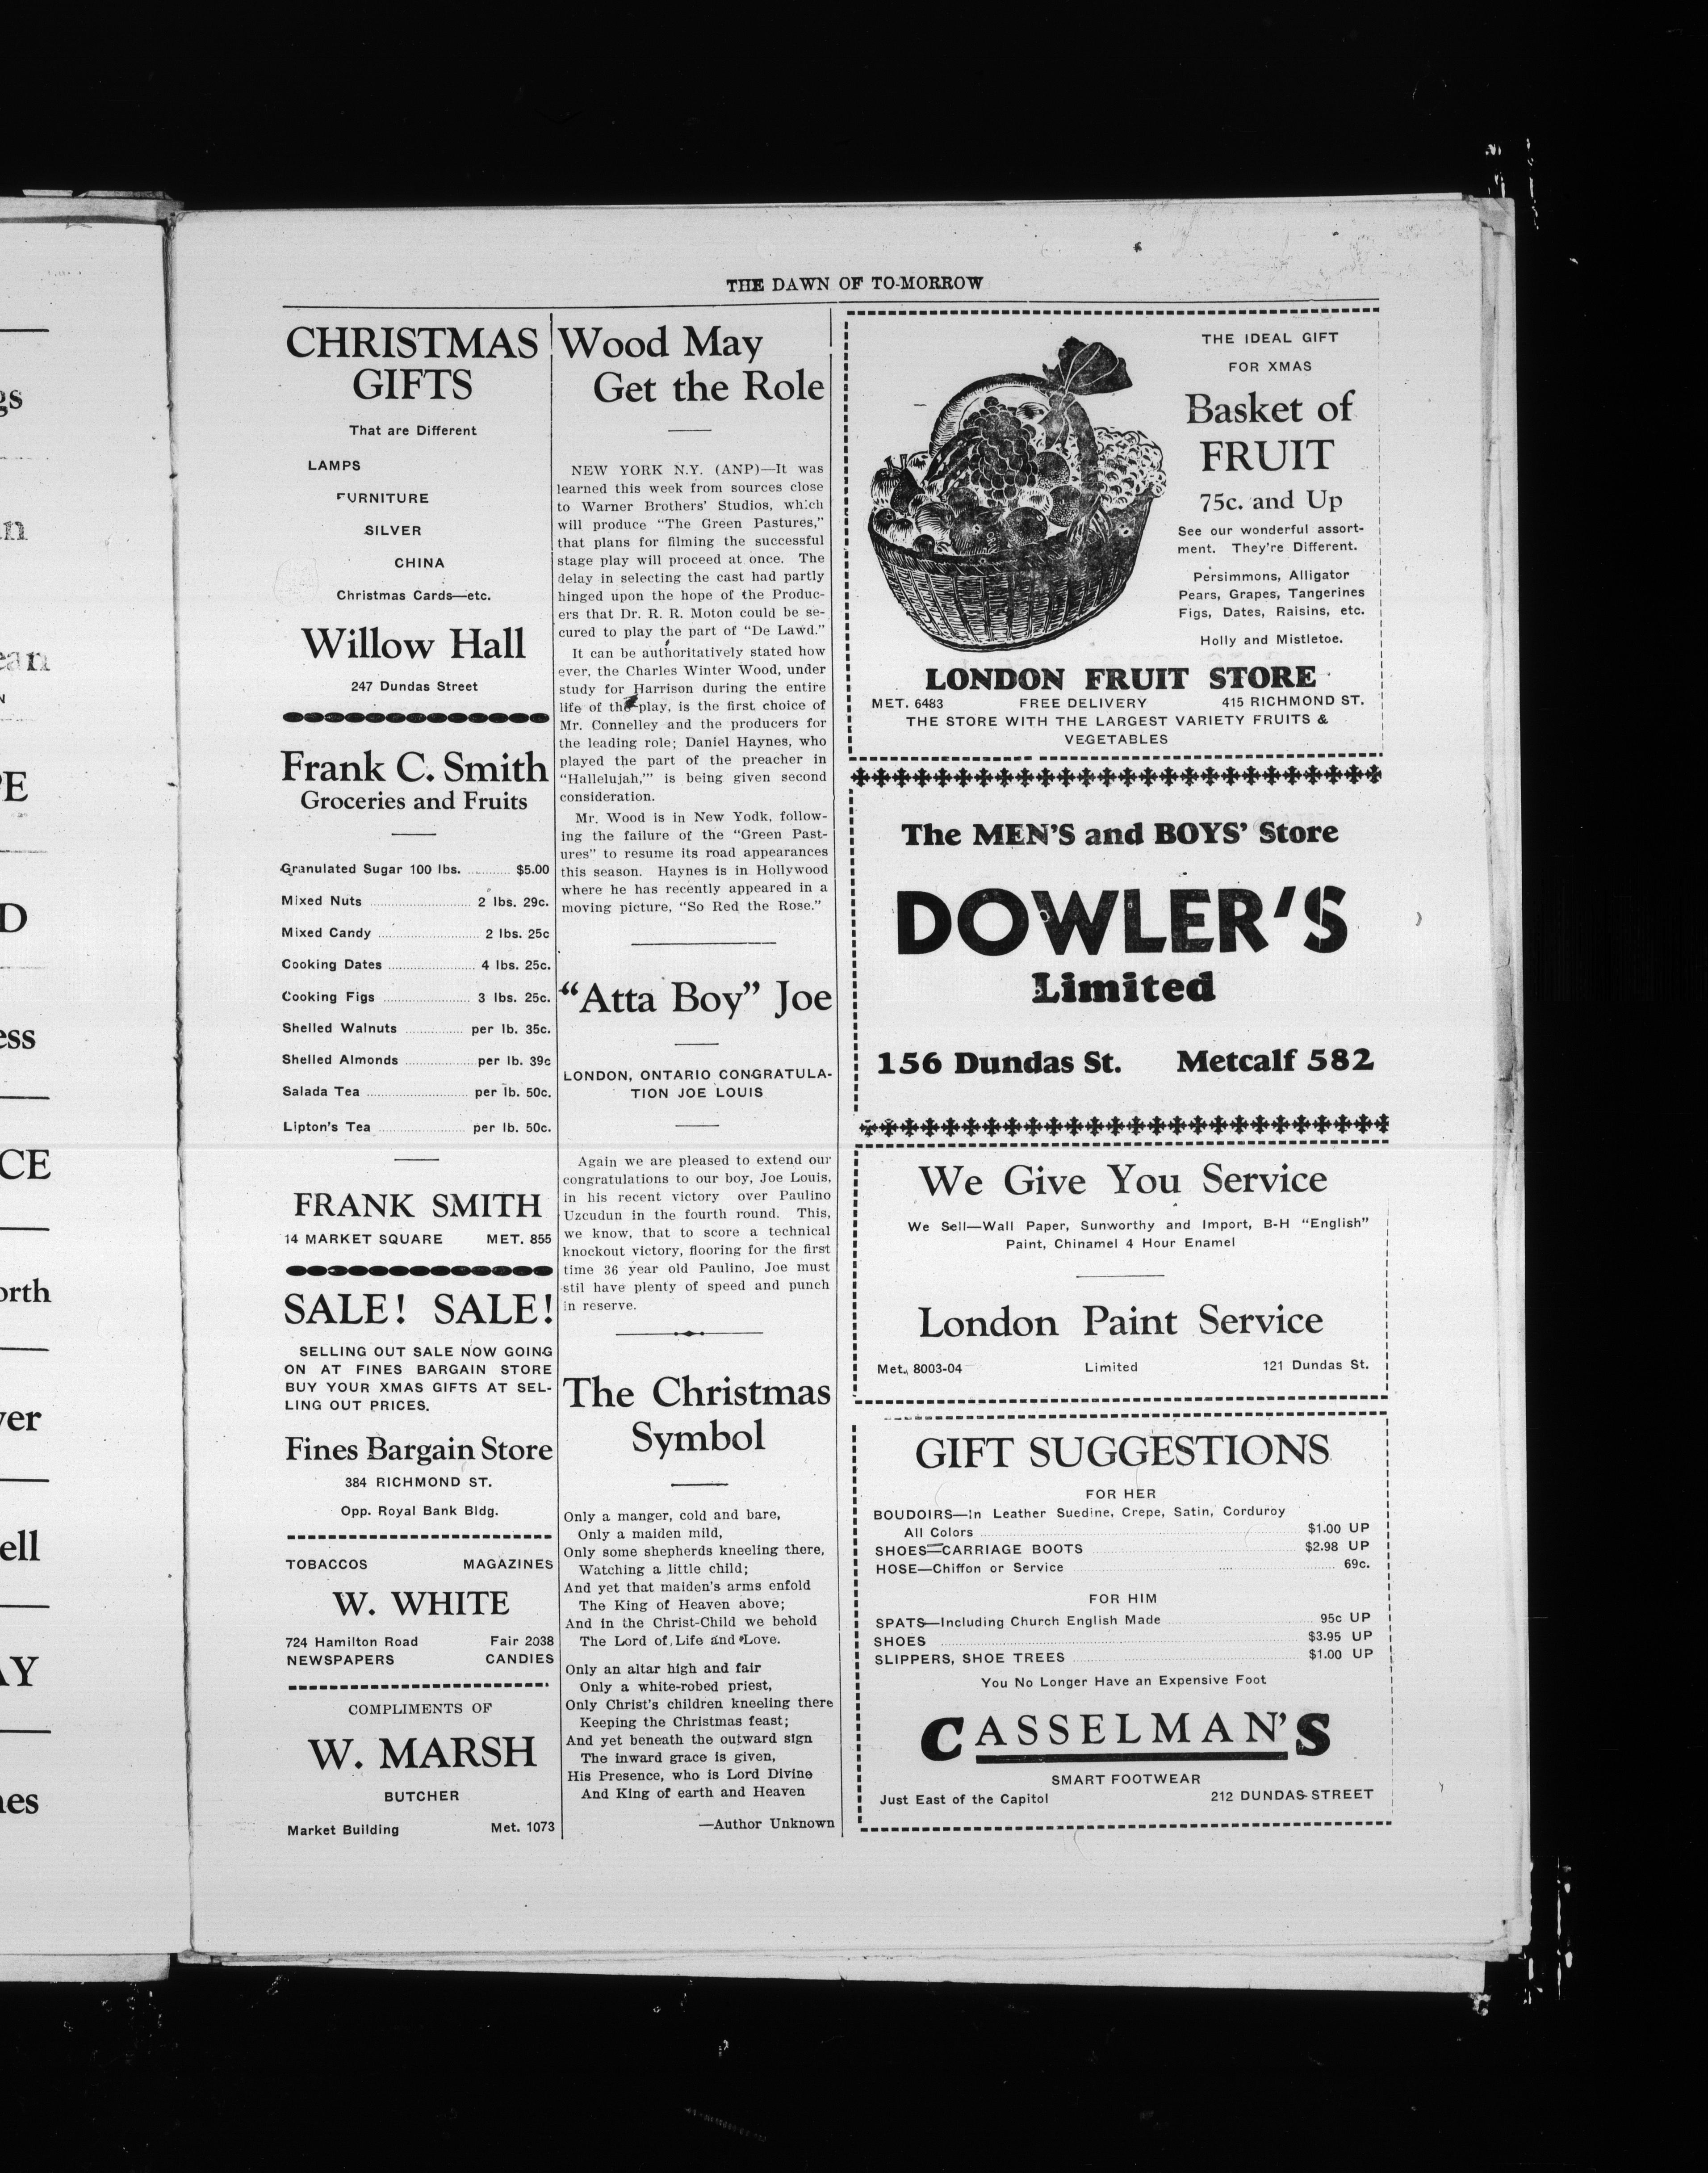 THE DAWN OF TO-MORROW
CHRISTMAS
GIFTS
That are Different
LAMPS
FURNITURE
SILVER
CHINA
Christmas Cards—etc.
Willow Hall
247 Dundas Street
Frank C. Smith
Groceries and Fruits
Granulated Sugar 100 lbs. .......... $5.00
Mixed Nuts .......... 2 lbs. 29c.
Mixed Candy .......... 2 lbs. 25c
Cooking Dates .......... 4 lbs. 25c.
Cooking Figs .......... 3 lbs. 25c.
Shelled Walnuts .......... per lb. 35c.
Shelled Almonds .......... per lb. 39c
Salada Tea .......... per lb. 50c.
Lipton's Tea .......... per lb. 50c.
FRANK SMITH
14 MARKET SQUARE MET. 855
SALE! SALE!
SELLING OUT SALE NOW GOING
ON AT FINES BARGAIN STORE
BUY YOUR XMAS GIFTS AT SEL-
LING OUT PRICES.
Fines Bargain Store
384 RICHMOND ST.
Opp. Royal Bank Bldg.
TOBACCOS MAGAZINES
W. WHITE
724 Hamilton Road Fair 2038
NEWSPAPERS CANDIES
COMPLIMENTS OF
W. MARSH
BUTCHER
Market Building Met. 1073
Wood May
Get the Role
NEW YORK N.Y. (ANP)—It was
learned this week from sources close
to Warner Brothers' Studios, which
will produce "The Green Pastures,"
that plans for filming the successful
stage play will proceed at once. The
delay in selecting the cast had partly
hinged upon the hope of the Produc-
ers that Dr. R. R. Moton could be se-
cured to play the part of "De Lawd."
It can be authoritatively stated how
ever, the Charles Winter Wood, under
study for Harrison during the entire
life of the play, is the first choice of
Mr. Connelley and the producers for
the leading role; Daniel Haynes, who
played the part of the preacher in
"Hallelujah,'" is being given second
consideration.
Mr. Wood is in New Yodk, follow-
ing the failure of the "Green Past-
ures" to resume its road appearances
this season. Haynes is in Hollywood
where he has recently appeared in a
moving picture, "So Red the Rose."
"Atta Boy" Joe
LONDON, ONTARIO CONGRATULA-
TION JOE LOUIS
Again we are pleased to extend our
congratulations to our boy, Joe Louis,
in his recent victory over Paulino
Uzcudun in the fourth round. This,
we know, that to score a technical
knockout victory, flooring for the first
time 36 year old Paulino, Joe must
stil have plenty of speed and punch
in reserve.
The Christmas
Symbol
Only a manger, cold and bare,
Only a maiden mild,
Only some shepherds kneeling there,
Watching a little child;
And yet that maiden's arms enfold
The King of Heaven above;
And in the Christ-Child we behold
The Lord of Life and Love.
Only an altar high and fair
Only a white-robed priest,
Only Christ's children kneeling there
Keeping the Christmas feast;
And yet beneath the outward sign
The inward grace is given,
His Presence, who is Lord Divine
And King of earth and Heaven
—Author Unknown
THE IDEAL GIFT
FOR XMAS
Basket of
FRUIT
75c. and Up
See our wonderful assort-
ment. They're Different.
Persimmons, Alligator
Pears, Grapes, Tangerines
Figs, Dates, Raisins, etc.
Holly and Mistletoe.
LONDON FRUIT STORE
MET. 6483 FREE DELIVERY 415 RICHMOND ST.
THE STORE WITH THE LARGEST VARIETY FRUITS &
VEGETABLES
The MEN'S and BOYS' Store
DOWLER'S
Limited
156 Dundas St. Metcalf 582
We Give You Service
We Sell—Wall Paper, Sunworthy and Import, B-H "English"
Paint, Chinamel 4 Hour Enamel
London Paint Service
Met. 8003-04 Limited 121 Dundas St.
GIFT SUGGESTIONS
FOR HER
BOUDOIRS—In Leather Suedine, Crepe, Satin, Corduroy
All Colors .......... $1.00 UP
SHOES—CARRIAGE BOOTS .......... $2.98 UP
HOSE—Chiffon or Service .......... 69c.
FOR HIM
SPATS—Including Church English Made .......... 95c UP
SHOES .......... $3.95 UP
SLIPPERS, SHOE TREES .......... $1.00 UP
You No Longer Have an Expensive Foot
CASSELMAN'S
SMART FOOTWEAR
Just East of the Capitol 212 DUNDAS STREET